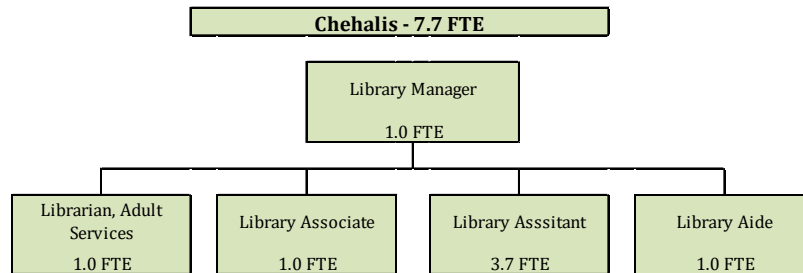 Chehalis - 7.7 FTE
Library Manager
1.0 FTE
Librarian, Adult
Services
1.0 FTE
Library Associate
1.0 FTE
Library Asssitant
3.7 FTE
Library Aide
1.0 FTE